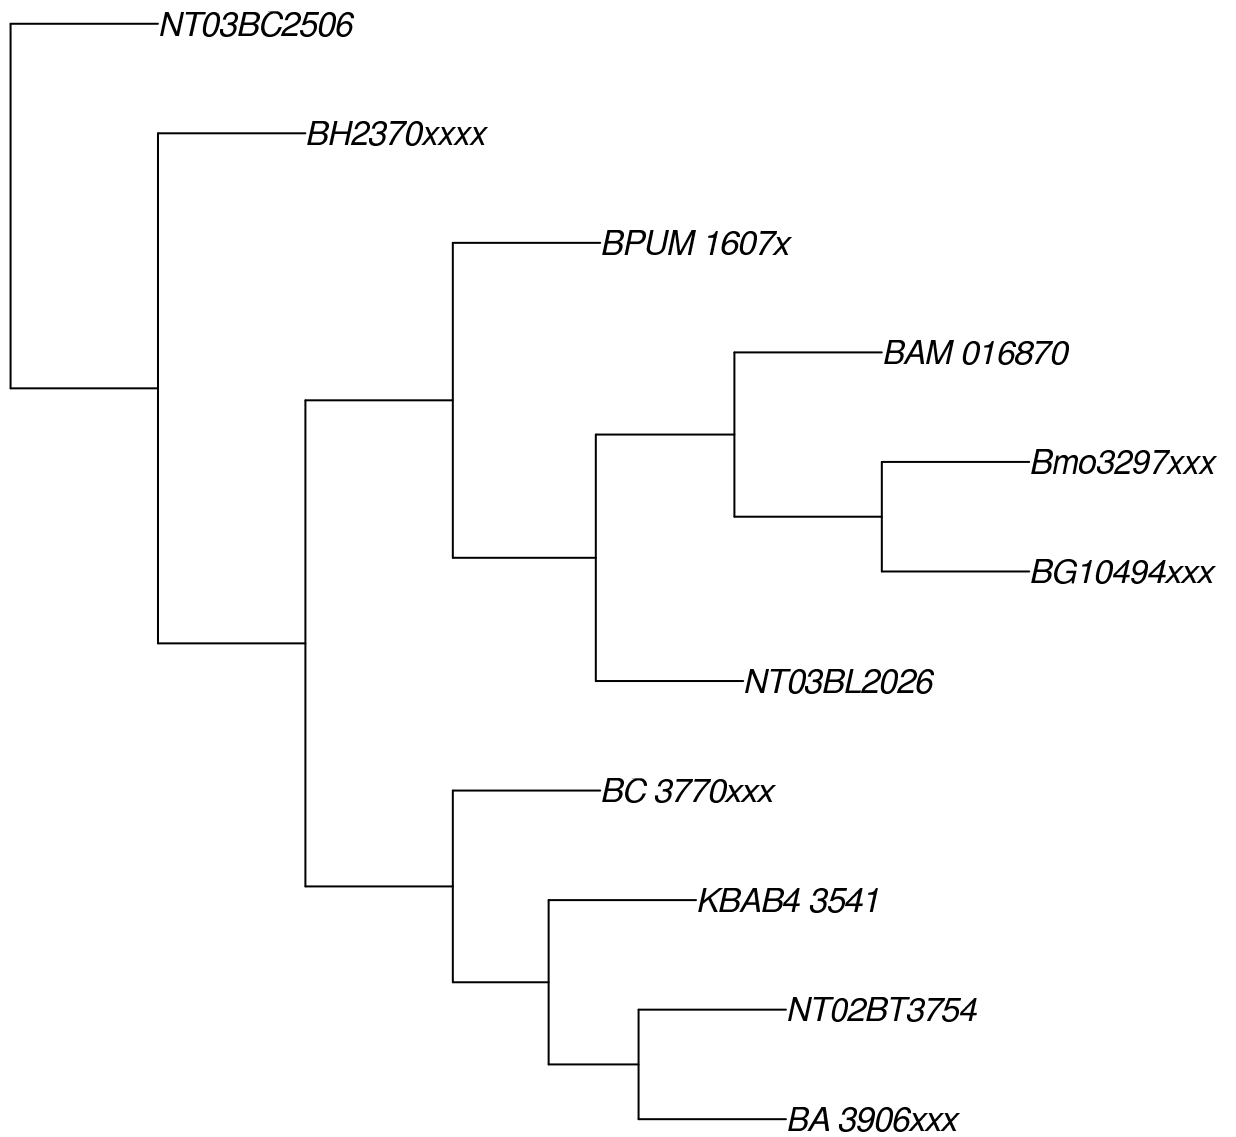 NT03BC2506
BH2370xxxx
BPUM 1607x
BAM 016870
Bmo3297xxx
BG10494xxx
NT03BL2026
BC 3770xxx
KBAB4 3541
NT02BT3754
BA 3906xxx